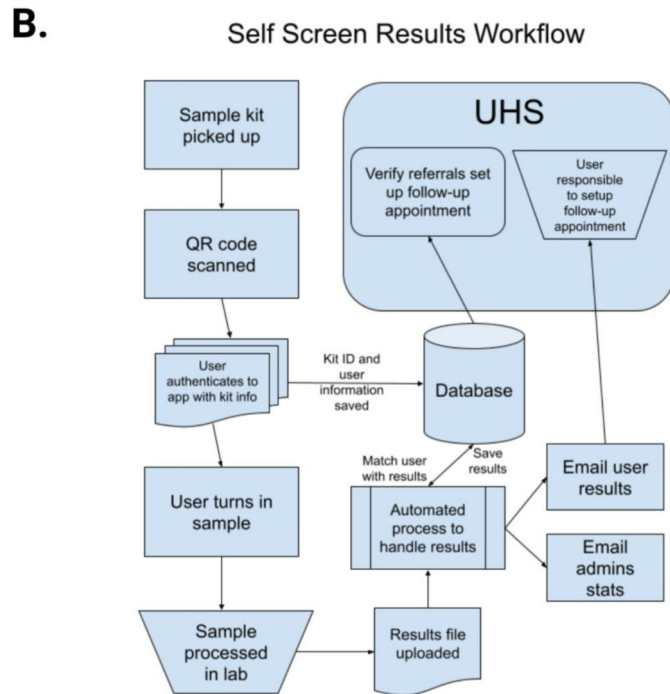 B.
Self Screen Results Workflow
Sample kit
picked up
QR code
scanned
User
authenticates to
app with kit info
User turns in
sample
Sample
processed
in lab
Kit ID and
user
information
saved
UHS
Verify referrals set
up follow-up
appointment
User
responsible
to setup
follow-up
appointment
Database
Match user
with results
Save
results
Automated
process to
handle results
Results file
uploaded
Email user
results
Email
admins
stats